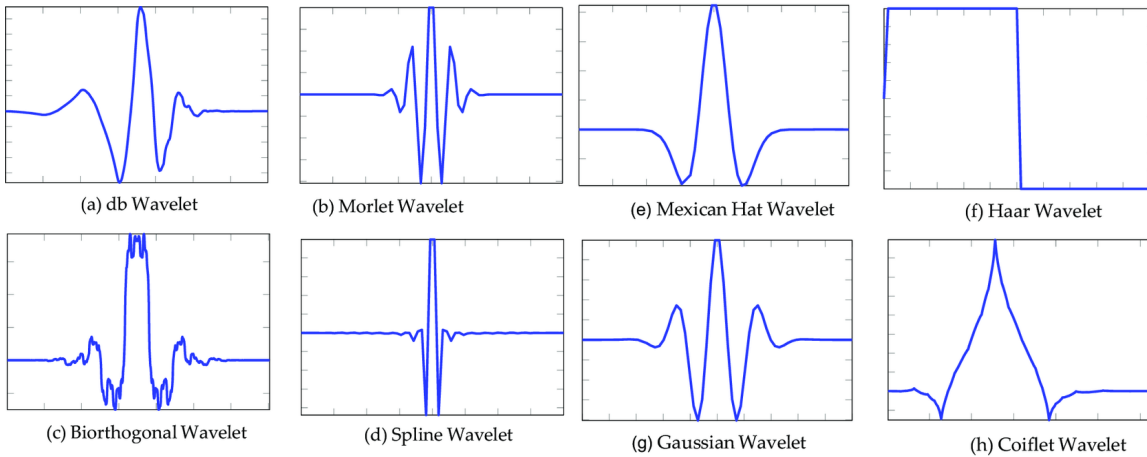 (a) db Wavelet
(b) Morlet Wavelet
(e) Mexican Hat Wavelet
(f) Haar Wavelet
(c) Biorthogonal Wavelet
(d) Spline Wavelet
(g) Gaussian Wavelet
(h) Coiflet Wavelet